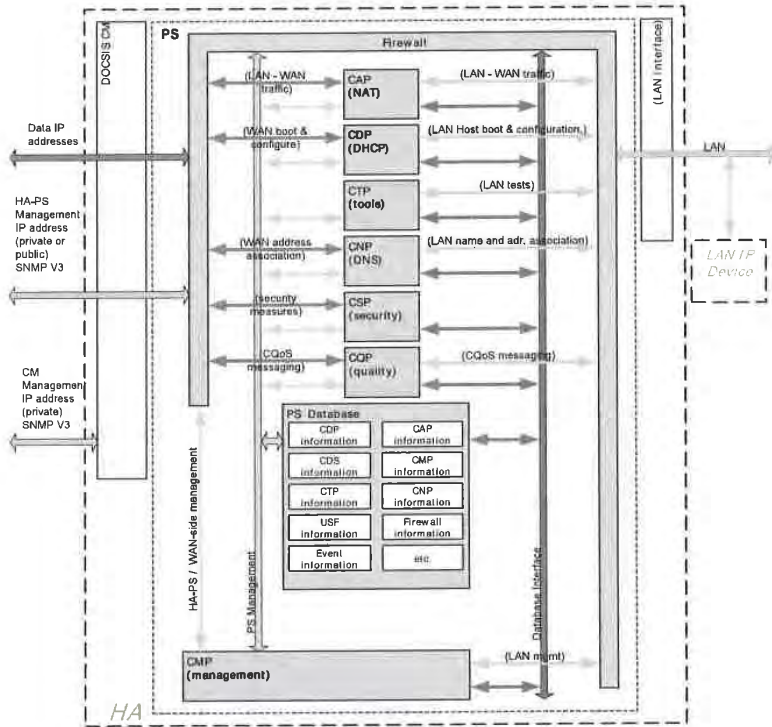 DOCSIS CM
PS
Firewall
(LAN Interface)
(LAN - WAN
traffic)
CAP
(NAT)
(LAN - WAN traffic)
Data IP
addresses
(WAN boot &
configure)
CDP
(DHCP)
(LAN Host boot & configuration.)
LAN
HA-PS
Management
IP address
(private or
public)
SNMP V3
CTP
(tools)
(LAN tests)
(WAN address
association)
CNP
(DNS)
(LAN name and adr. association)
LAN IP
Device
(security
measures)
CSP
(security)
(CQoS
messaging)
CQP
(quality)
(CQoS messaging)
CM
Management
IP address
(private)
SNMP V3
PS Database
CDP
information
CAP
information
CDS
information
CMP
information
CTP
information
CNP
information
USF
information
Firewall
information
Event
information
etc
HA-PS / WAN-side management
PS Management
Database Interface
CMP
(management)
(LAN mgmt)
HA